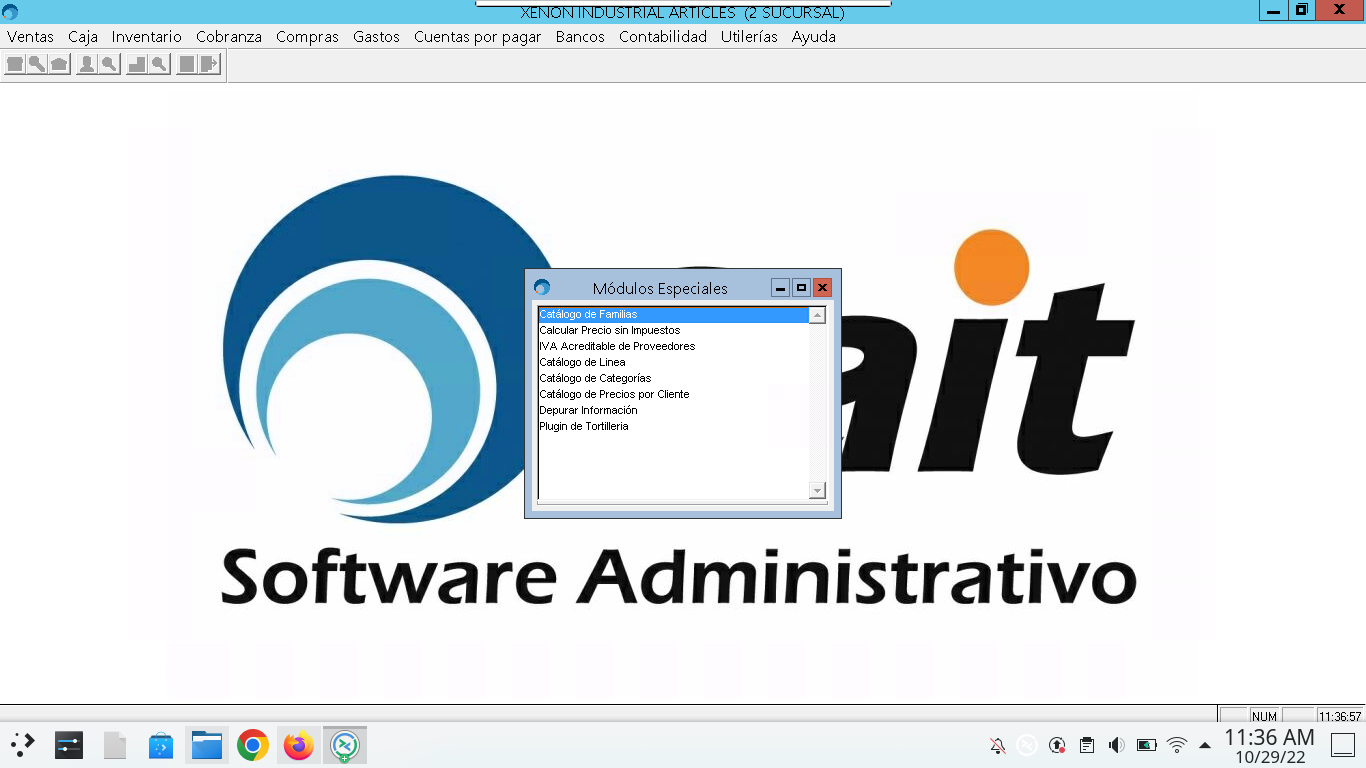 XENON INDUSTRIAL ARTICLES (2 SUCURSAL)
Ventas Caja Inventario Cobranza Compras Gastos Cuentas por pagar Bancos Contabilidad Utilerías Ayuda
Módulos Especiales
Catálogo de Familias
Calcular Precio sin Impuestos
IVA Acreditable de Proveedores
Catálogo de Linea
Catálogo de Categorías
Catálogo de Precios por Cliente
Depurar Información
Plugin de Tortilleria
ait
Software Administrativo
NUM 11:36:57
11:36 AM
10/29/22